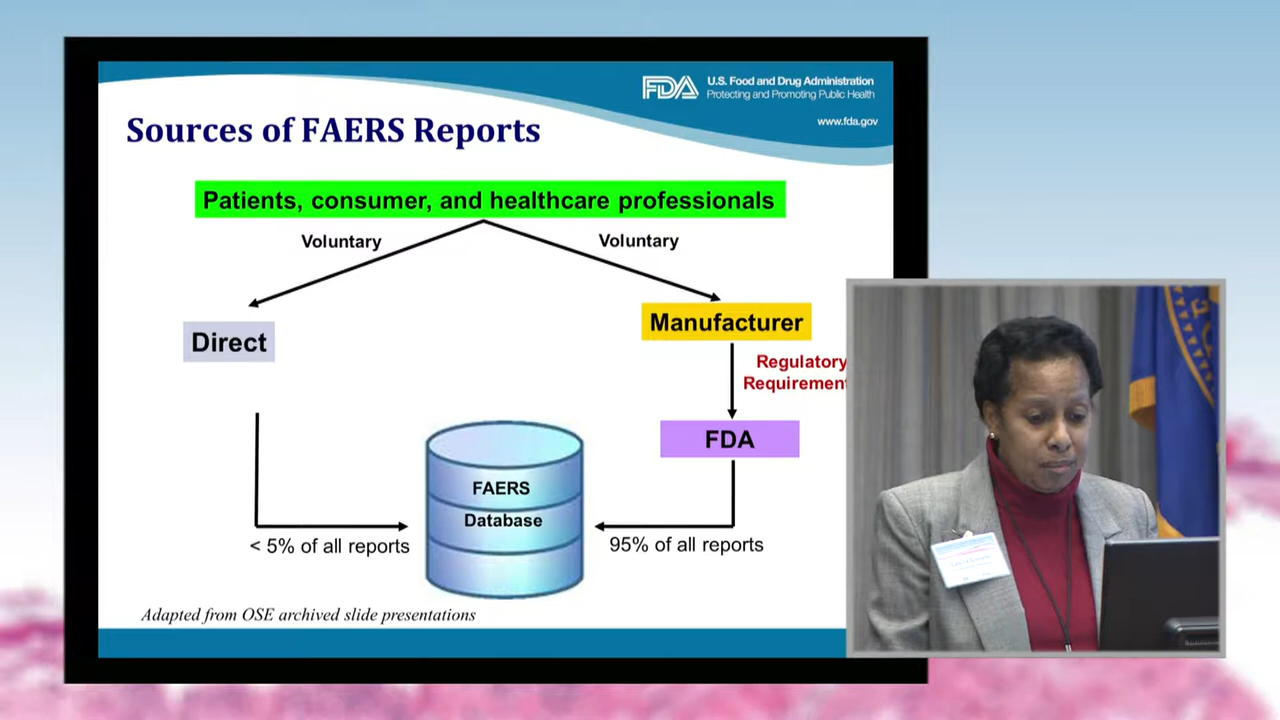 FDA
U.S. Food and Drug Administration
Protecting and Promoting Public Health
www.fda.gov
Sources of FAERS Reports
Patients, consumer, and healthcare professionals
Voluntary
Voluntary
Direct
Manufacturer
Regulatory
Requirement
FDA
FAERS
Database
< 5% of all reports
95% of all reports
Adapted from OSE archived slide presentations